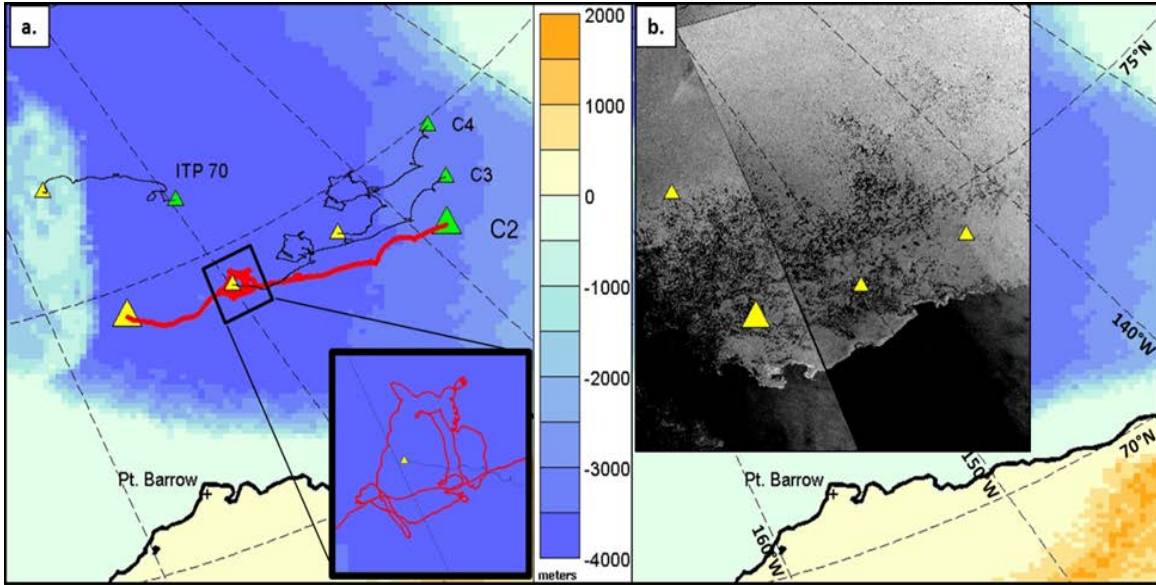 a.
C4
C3
ITP 70
C2
Pt. Barrow
2000
1000
0
-1000
-2000
-3000
-4000
meters
b.
75°N
140°W
70°N
150°W
Pt. Barrow
160°W